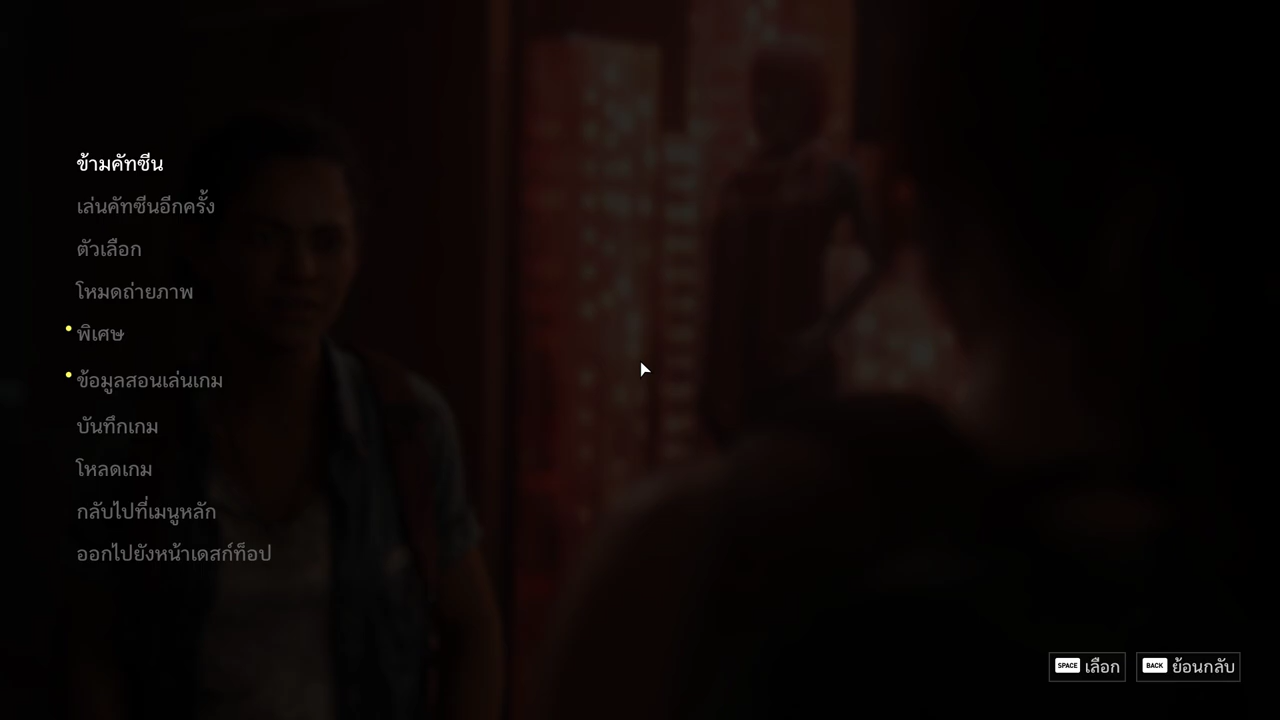 ข้ามคัทซีน
เล่นคัทซีนอีกครั้ง
ตัวเลือก
โหมดถ่ายภาพ
พิเศษ
ข้อมูลสอนเล่นเกม
บันทึกเกม
โหลดเกม
กลับไปที่เมนูหลัก
ออกไปยังหน้าเดสก์ท็อป
SPACE เลือก BACK ย้อนกลับ